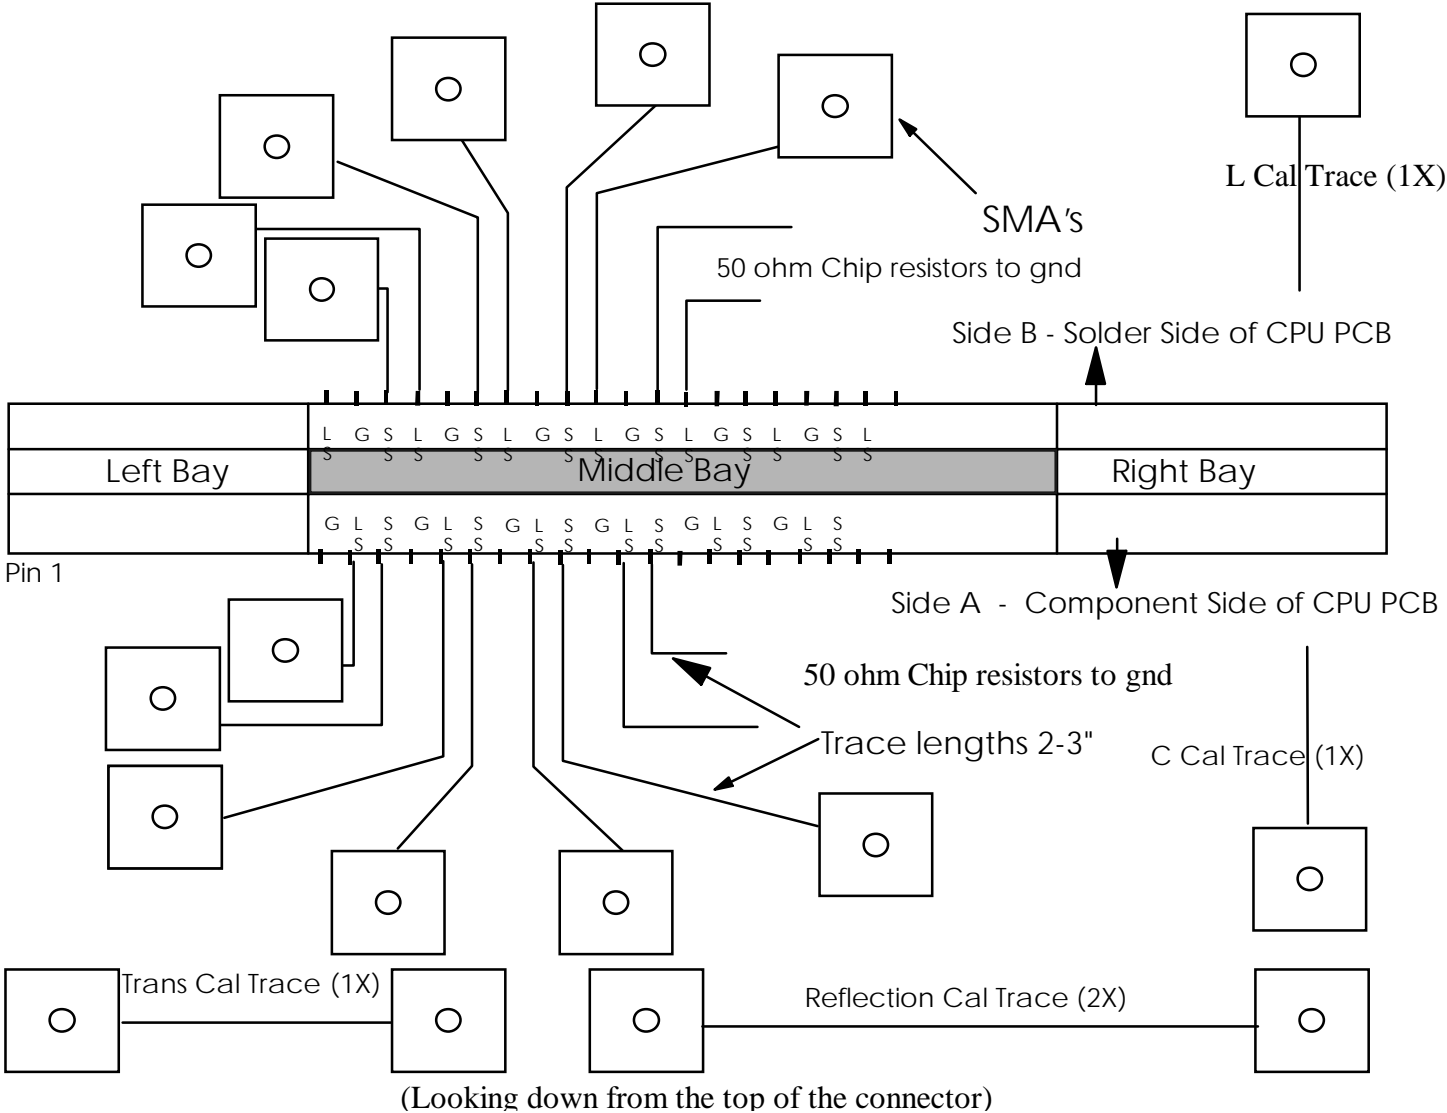 L Cal Trace (1X)
SMA's
50 ohm Chip resistors to gnd
Side B - Solder Side of CPU PCB
L G S L G S L G S L G S L G S L G S L
S S S S S S S S S S S S S
Left Bay Middle Bay Right Bay
G L S G L S G L S G L S G L S G L S
S S S S S S S S S S S S
Pin 1
Side A - Component Side of CPU PCB
50 ohm Chip resistors to gnd
Trace lengths 2-3"
C Cal Trace (1X)
Trans Cal Trace (1X)
Reflection Cal Trace (2X)
(Looking down from the top of the connector)